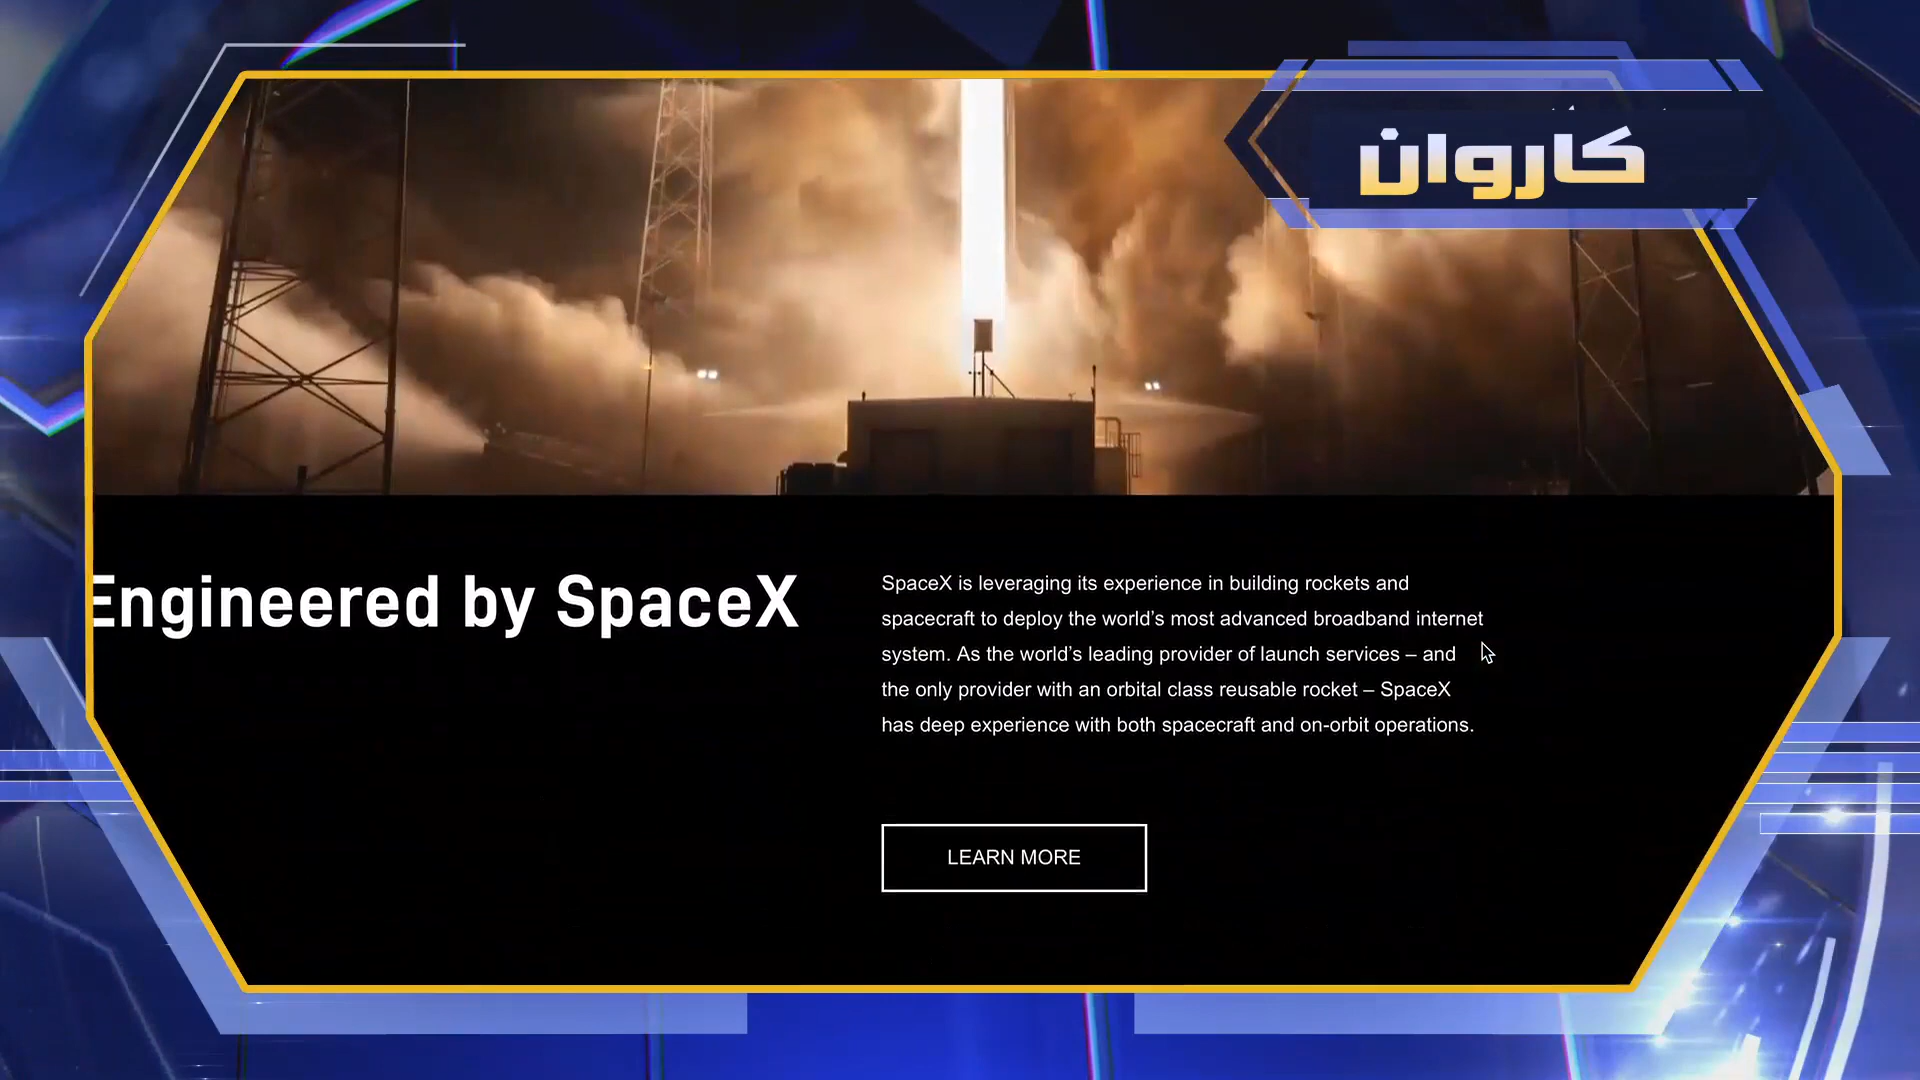 کاروان
Engineered by SpaceX
SpaceX is leveraging its experience in building rockets and
spacecraft to deploy the world’s most advanced broadband internet
system. As the world’s leading provider of launch services – and
the only provider with an orbital class reusable rocket – SpaceX
has deep experience with both spacecraft and on-orbit operations.
LEARN MORE